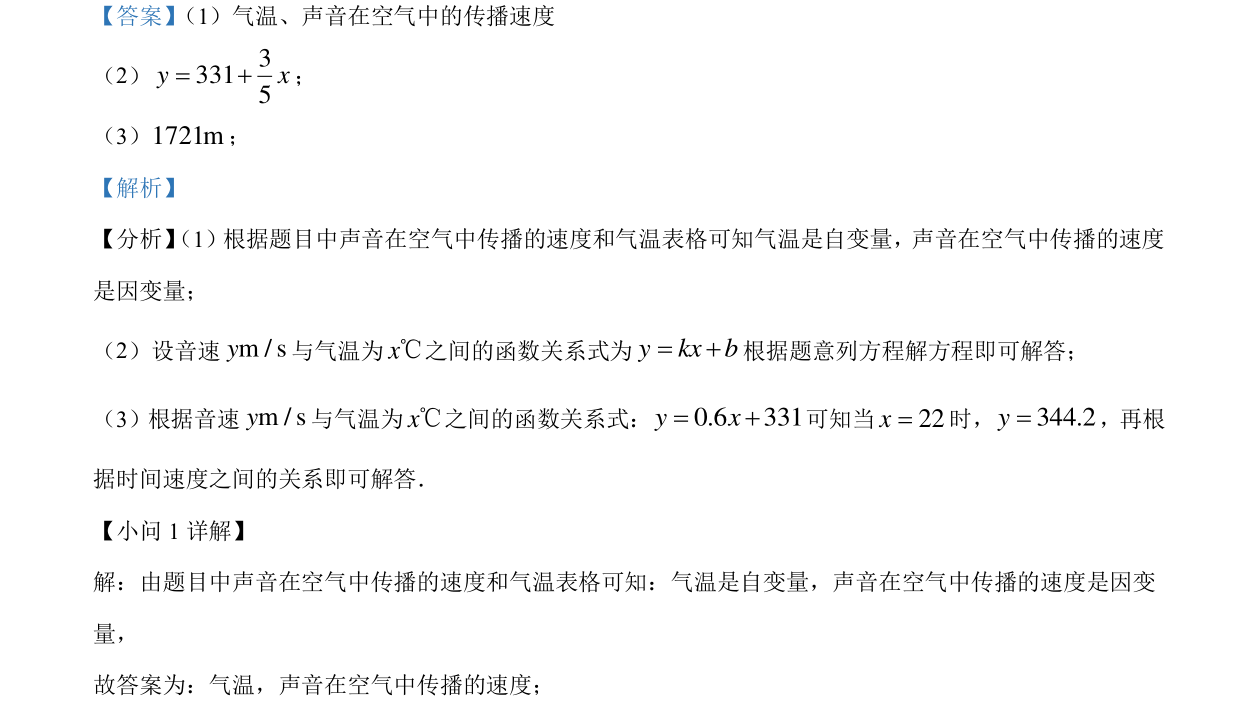 【答案】（1）气温、声音在空气中的传播速度
（2） y = 331 + 3/5 x；
（3）1721m；
【解析】
【分析】（1）根据题目中声音在空气中传播的速度和气温表格可知气温是自变量，声音在空气中传播的速度
是因变量；
（2）设音速 ym / s 与气温为 x℃之间的函数关系式为 y = kx + b 根据题意列方程解方程即可解答；
（3）根据音速 ym / s 与气温为 x℃之间的函数关系式：y = 0.6x + 331可知当 x = 22 时，y = 344.2，再根
据时间速度之间的关系即可解答．
【小问 1 详解】
解：由题目中声音在空气中传播的速度和气温表格可知：气温是自变量，声音在空气中传播的速度是因变
量，
故答案为：气温，声音在空气中传播的速度；